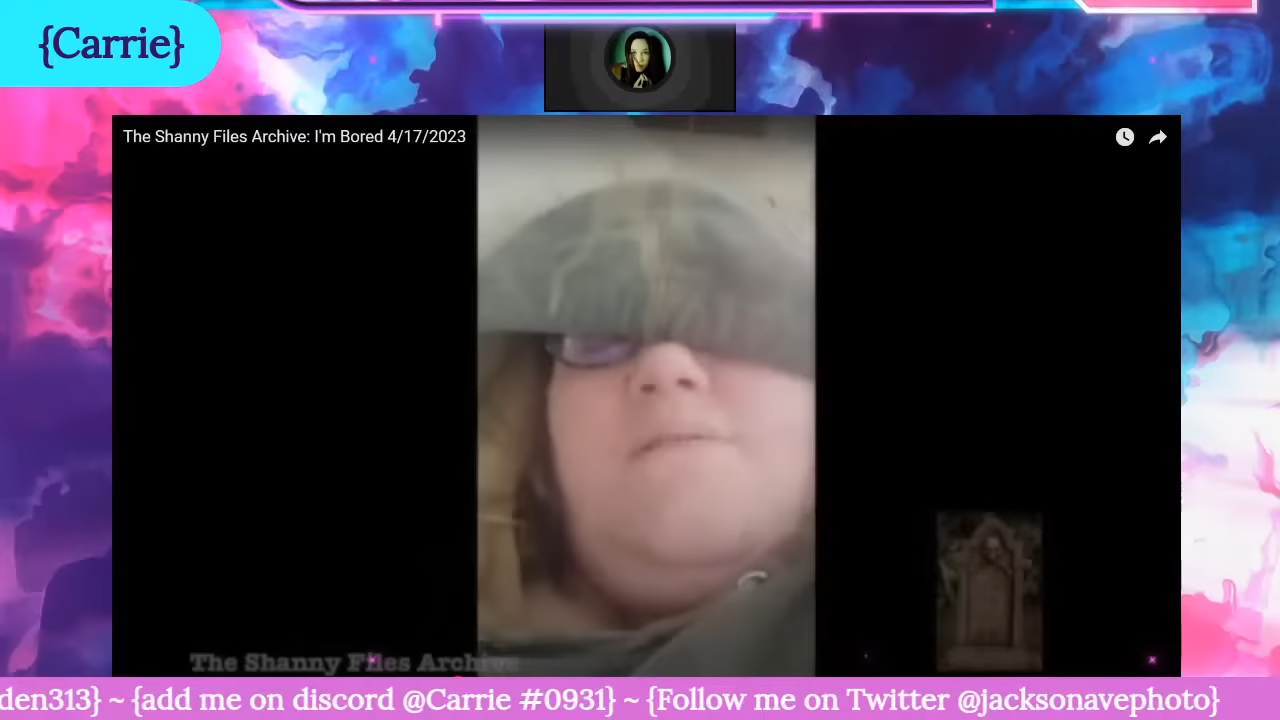 {Carrie}
The Shanny Files Archive: I'm Bored 4/17/2023
The Shanny Files Archive
den313} ~ {add me on discord @Carrie #0931} ~ {Follow me on Twitter @jacksonavephoto}